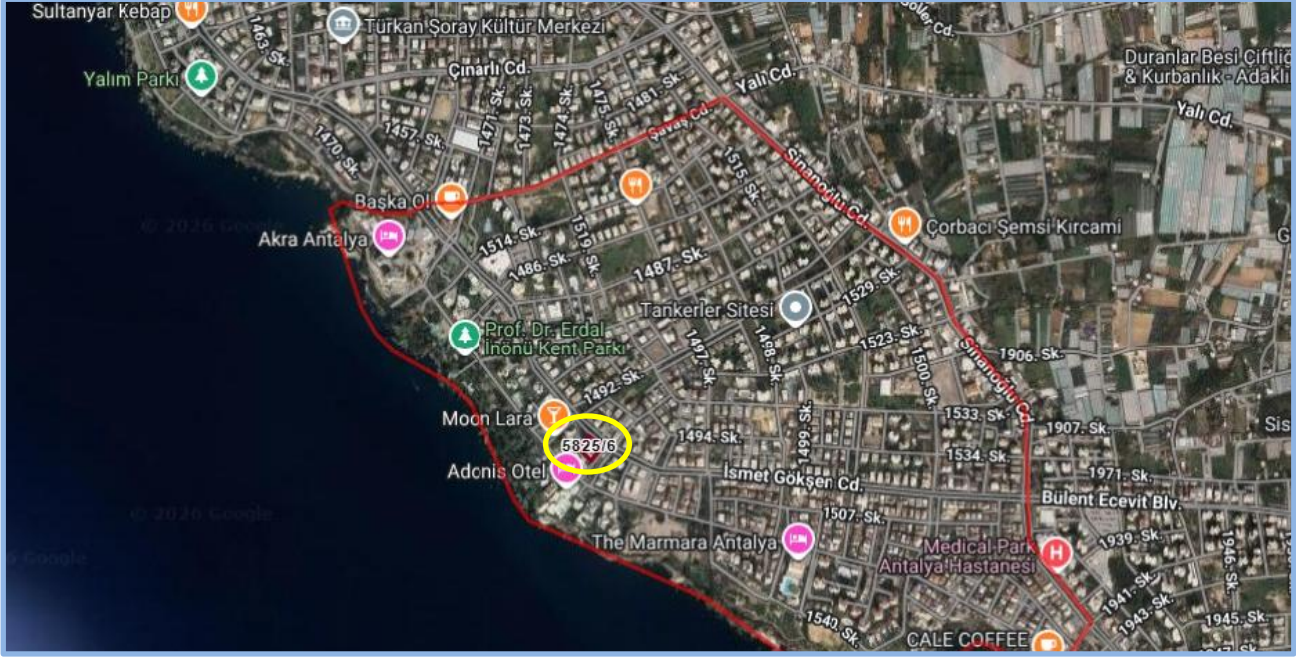 Sultanyar Kebap
Türkan Şoray Kültür Merkezi
1463. Sk.
Yalım Parkı
Çınarlı Cd.
1457. Sk.
1470. Sk.
1471. Sk.
1473. Sk.
1474. Sk.
1475. Sk.
1481. Sk.
Yalı Cd.
Duranlar Besi Çiftliğ
& Kurbanlık - Adaklı
Yalı Cd.
Savaş Cd.
Sinanoğlu Cd.
1515. Sk.
Başka Ol
© 2026 Google
Akra Antalya
1514. Sk.
1486. Sk.
1519. Sk.
1487. Sk.
Çorbacı Şemsi Kırcami
G
Tankerler Sitesi
1529. Sk.
1523. Sk.
Prof. Dr. Erdal
İnönü Kent Parkı
1497. Sk.
1498. Sk.
1500. Sk.
Sinanoğlu Cd.
1906. Sk.
1492. Sk.
Moon Lara
5825/6
1494. Sk.
1499. Sk.
1533. Sk.
1534. Sk.
1907. Sk.
Sis
Adonis Otel
İsmet Gökşen Cd.
1971. Sk.
Bülent Ecevit Blv.
© 2026 Google
1507. Sk.
The Marmara Antalya
Medical Park
Antalya Hastanesi
H
1939. Sk.
1946. Sk.
6 Google
1941. Sk.
1943. Sk.
1945. Sk.
1540. Sk.
CALE COFFEE